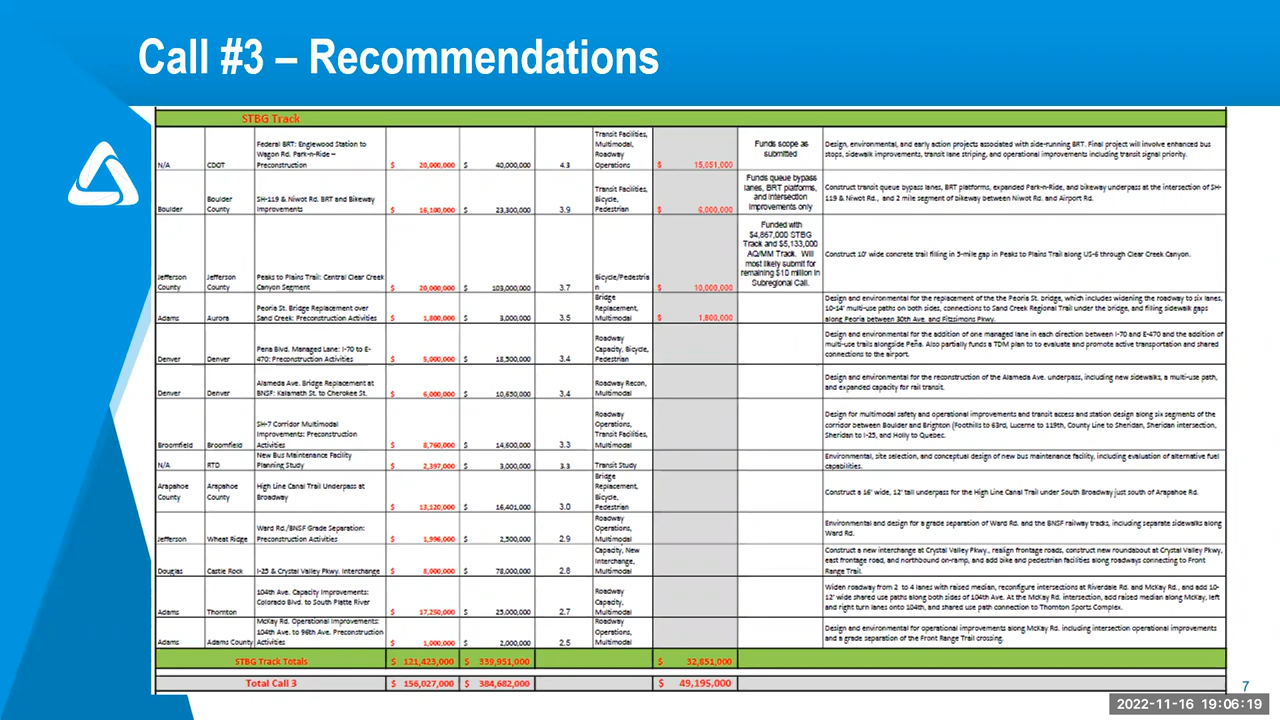 Call #3 – Recommendations
STBG Track
N/A CDOT Federal BRT: Englewood Station to Wagon Rd. Park-n-Ride – Preconstruction $ 20,000,000 $ 40,000,000 4.3 Transit Facilities, Multimodal, Roadway Operations $ 15,051,000 Funds scope as submitted Design, environmental, and early action projects associated with side-running BRT. Final project will involve enhanced bus stops, sidewalk improvements, transit lane striping, and operational improvements including transit signal priority.
Boulder Boulder County SH-119 & Niwot Rd. BRT and Bikeway Improvements $ 16,100,000 $ 23,300,000 3.9 Transit Facilities, Bicycle, Pedestrian $ 6,000,000 Funds queue bypass lanes, BRT platforms, and intersection improvements only Construct transit queue bypass lanes, BRT platforms, expanded Park-n-Ride, and bikeway underpass at the intersection of SH-119 & Niwot Rd., and 2 mile segment of bikeway between Niwot Rd. and Airport Rd.
Jefferson County Jefferson County Peaks to Plains Trail: Central Clear Creek Canyon Segment $ 20,000,000 $ 103,000,000 3.7 Bicycle/Pedestrian $ 10,000,000 Funded with $4,867,000 STBG Track and $5,133,000 AQ/MM Track. Will most likely submit for remaining $10 million in Subregional Call. Construct 10' wide concrete trail filling in 5-mile gap in Peaks to Plains Trail along US-6 through Clear Creek Canyon.
Adams Aurora Peoria St. Bridge Replacement over Sand Creek: Preconstruction Activities $ 1,800,000 $ 3,000,000 3.5 Bridge Replacement, Multimodal $ 1,800,000 Design and environmental for the replacement of the the Peoria St. bridge, which includes widening the roadway to six lanes, 10-14' multi-use paths on both sides, connections to Sand Creek Regional Trail under the bridge, and filling sidewalk gaps along Peoria between 30th Ave. and Fitzsimons Pkwy.
Denver Denver Pena Blvd. Managed Lane: I-70 to E-470: Preconstruction Activities $ 5,000,000 $ 18,500,000 3.4 Roadway Capacity, Bicycle, Pedestrian Design and environmental for the addition of one managed lane in each direction between I-70 and E-470 and the addition of multi-use trails alongside Peña. Also partially funds a TDM plan to to evaluate and promote active transportation and shared connections to the airport.
Denver Denver Alameda Ave. Bridge Replacement at BNSF: Kalamath St. to Cherokee St. $ 6,000,000 $ 10,650,000 3.4 Roadway Recon, Multimodal Design and environmental for the reconstruction of the Alameda Ave. underpass, including new sidewalks, a multi-use path, and expanded capacity for rail transit.
Broomfield Broomfield SH-7 Corridor Multimodal Improvements: Preconstruction Activities $ 8,760,000 $ 14,600,000 3.3 Roadway Operations, Transit Facilities, Multimodal Design for multimodal safety and operational improvements and transit access and station design along six segments of the corridor between Boulder and Brighton (Foothills to 63rd, Lucerne to 119th, County Line to Sheridan, Sheridan intersection, Sheridan to I-25, and Holly to Quebec.
N/A RTD New Bus Maintenance Facility Planning Study $ 2,397,000 $ 3,000,000 3.3 Transit Study Environmental, site selection, and conceptual design of new bus maintenance facility, including evaluation of alternative fuel capabilities.
Arapahoe County Arapahoe County High Line Canal Trail Underpass at Broadway $ 13,120,000 $ 16,401,000 3.0 Bridge Replacement, Bicycle, Pedestrian Construct a 16' wide, 12' tall underpass for the High Line Canal Trail under South Broadway just south of Arapahoe Rd.
Jefferson Wheat Ridge Ward Rd./BNSF Grade Separation: Preconstruction Activities $ 1,996,000 $ 2,500,000 2.9 Roadway Operations, Multimodal Environmental and design for a grade separation of Ward Rd. and the BNSF railway tracks, including separate sidewalks along Ward Rd.
Douglas Castle Rock I-25 & Crystal Valley Pkwy. Interchange $ 8,000,000 $ 78,000,000 2.8 Capacity, New Interchange, Multimodal Construct a new interchange at Crystal Valley Pkwy., realign frontage roads, construct new roundabout at Crystal Valley Pkwy, east frontage road, and northbound on-ramp, and add bike and pedestrian facilities along roadways connecting to Front Range Trail.
Adams Thornton 104th Ave. Capacity Improvements: Colorado Blvd. to South Platte River $ 17,250,000 $ 25,000,000 2.7 Roadway Capacity, Multimodal Widen roadway from 2 to 4 lanes with raised median, reconfigure intersections at Riverdale Rd. and McKay Rd., and add 10-12' wide shared use paths along both sides of 104th Ave. At the McKay Rd. intersection, add raised median along McKay, left and right turn lanes onto 104th, and shared use path connection to Thornton Sports Complex.
Adams Adams County McKay Rd. Operational Improvements: 104th Ave. to 96th Ave. Preconstruction Activities $ 1,000,000 $ 2,000,000 2.5 Roadway Operations, Multimodal Design and environmental for operational improvements along McKay Rd. including intersection operational improvements and a grade separation of the Front Range Trail crossing.
STBG Track Totals $ 121,423,000 $ 339,951,000 $ 32,851,000
Total Call 3 $ 156,027,000 $ 384,682,000 $ 49,195,000
7
2022-11-16 19:06:19